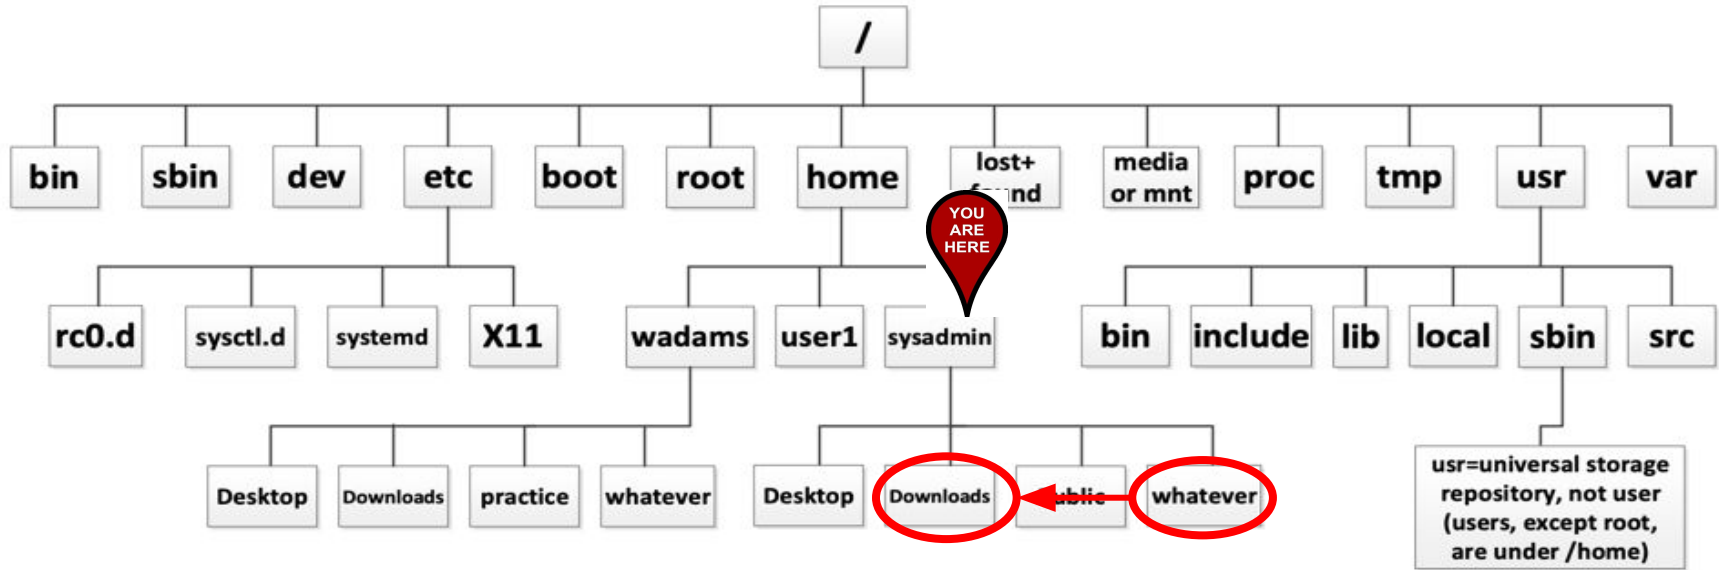 /
bin
sbin
dev
etc
boot
root
home
lost+
media
or mnt
proc
tmp
usr
var
YOU
ARE
HERE
rc0.d
sysctl.d
systemd
X11
wadams
user1
sysadmin
bin
include
lib
local
sbin
src
Desktop
Downloads
practice
whatever
Desktop
Downloads
whatever
usr=universal storage
repository, not user
(users, except root,
are under /home)